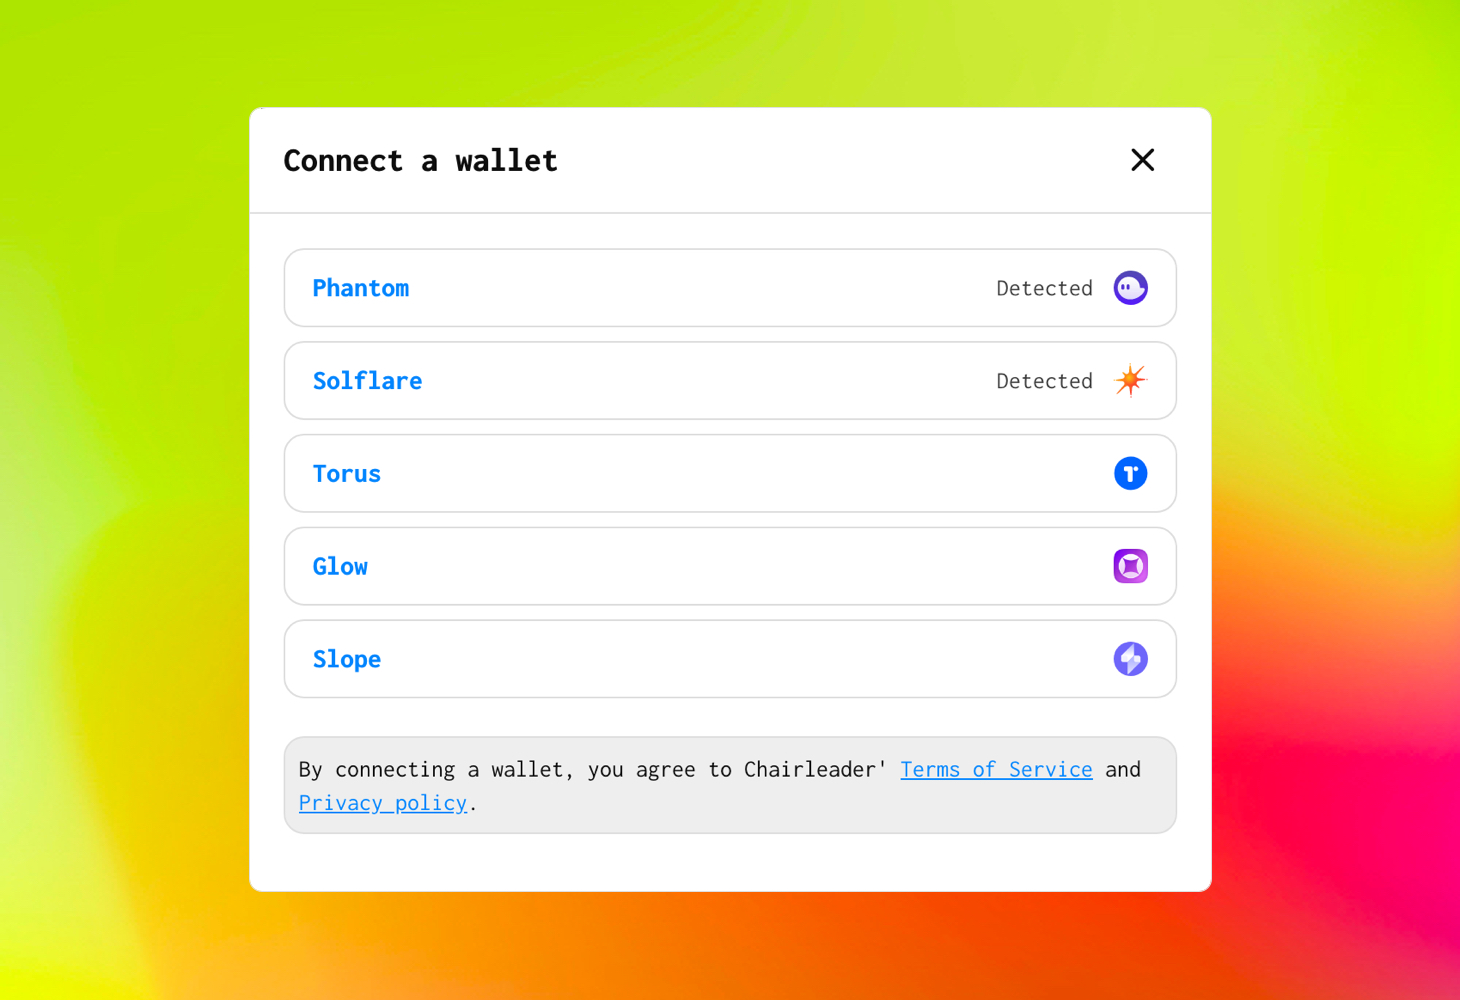 Connect a wallet
Phantom Detected
Solflare Detected
Torus
Glow
Slope
By connecting a wallet, you agree to Chairleader' Terms of Service and
Privacy policy.